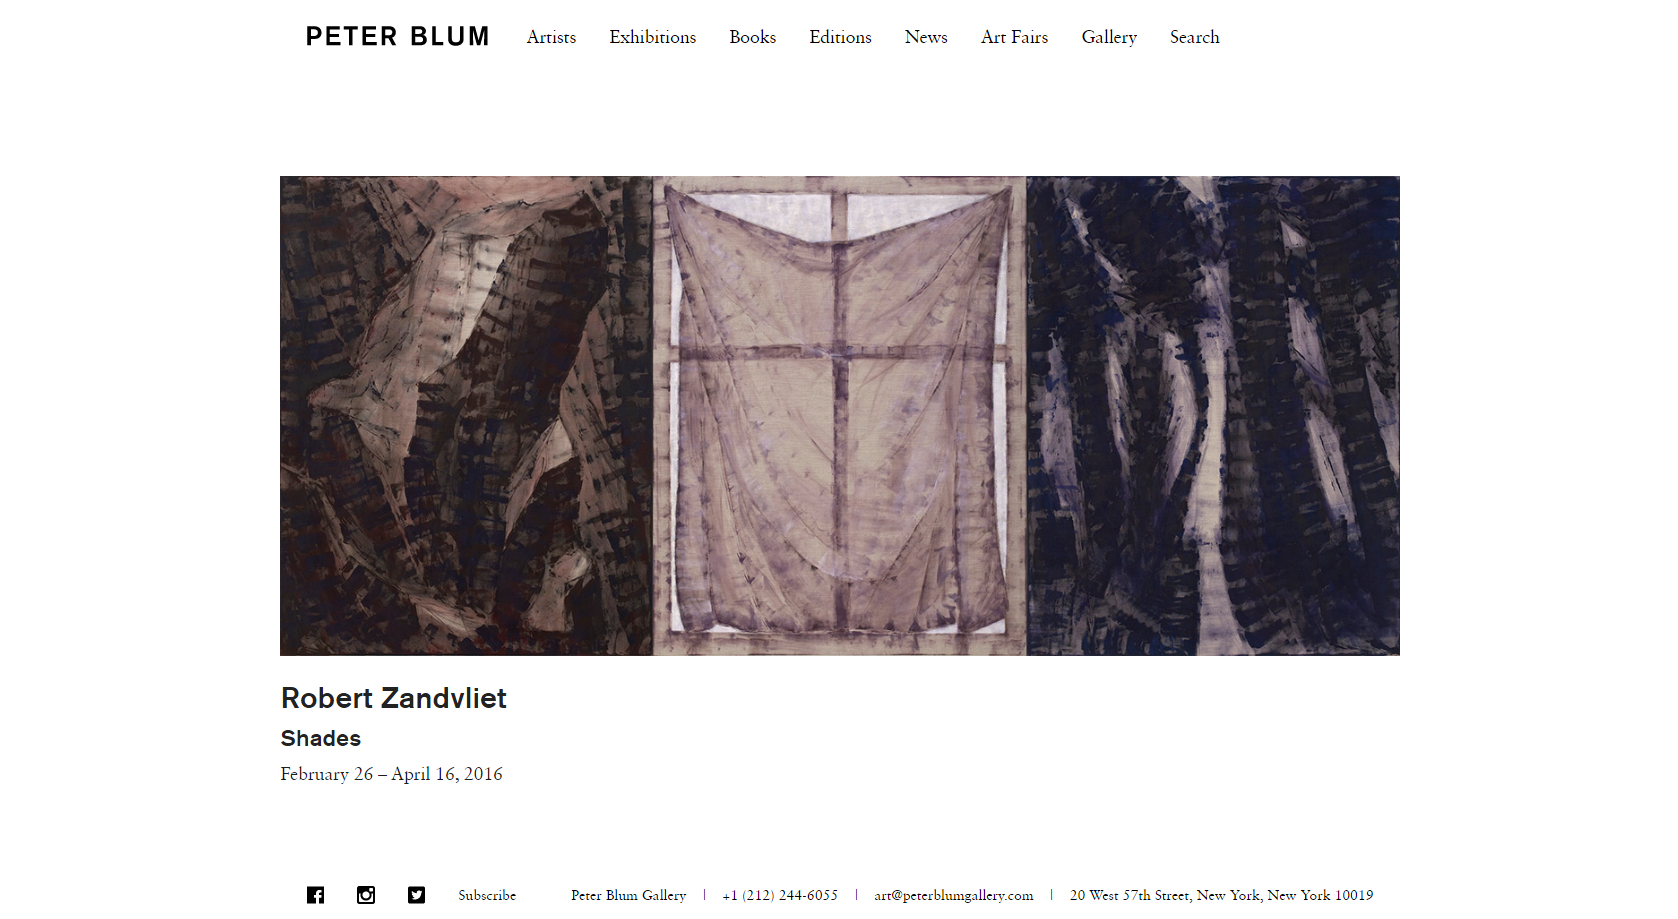 PETER BLUM Artists Exhibitions Books Editions News Art Fairs Gallery Search
Robert Zandvliet
Shades
February 26 – April 16, 2016
Subscribe Peter Blum Gallery | +1 (212) 244-6055 | art@peterblumgallery.com | 20 West 57th Street, New York, New York 10019